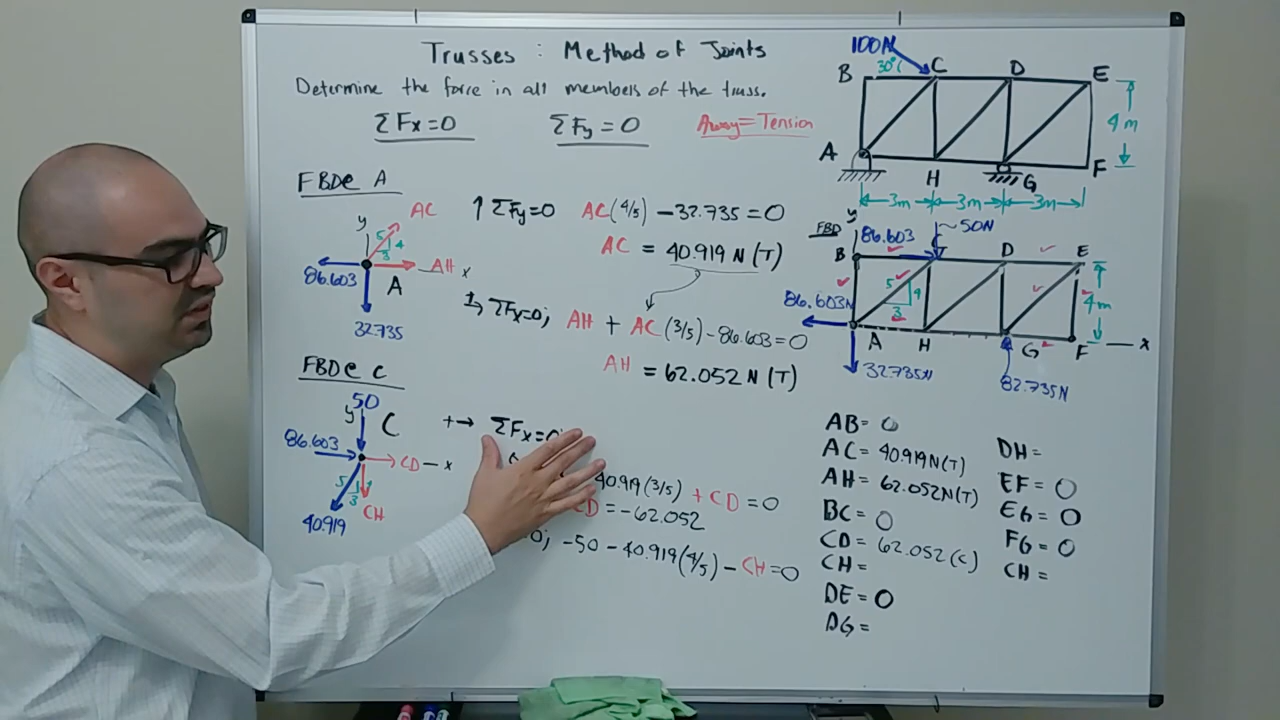 Trusses : Method of Joints
Determine the force in all members of the truss.
ΣFx=0 ΣFy=0 Away=Tension
100N
30°
B C D E
4m
A H G F
3m 3m 3m
FBD@A
y
AC
5 4
3
AH x
86.603
A
32.735
↑ΣFy=0 AC(4/5) -32.735=0
AC = 40.919 N(T)
ΣFx=0; AH + AC(3/5)-86.603=0
AH = 62.052 N(T)
FBD y
86.603 50N
B D E
5 4
3
4m
86.603N
A H G F x
32.735N
82.735N
FBD@C
50
y C
86.603
CD x
5
3
CH
40.919
+→ ΣFx=0
40.919(3/5) + CD =0
CD = -62.052
0; -50 - 40.919(4/5) - CH=0
AB= 0
AC= 40.919N(T)
AH= 62.052N(T)
BC= 0
CD= 62.052(C)
CH=
DE= 0
DG=
DH=
EF= 0
EG= 0
FG= 0
CH=